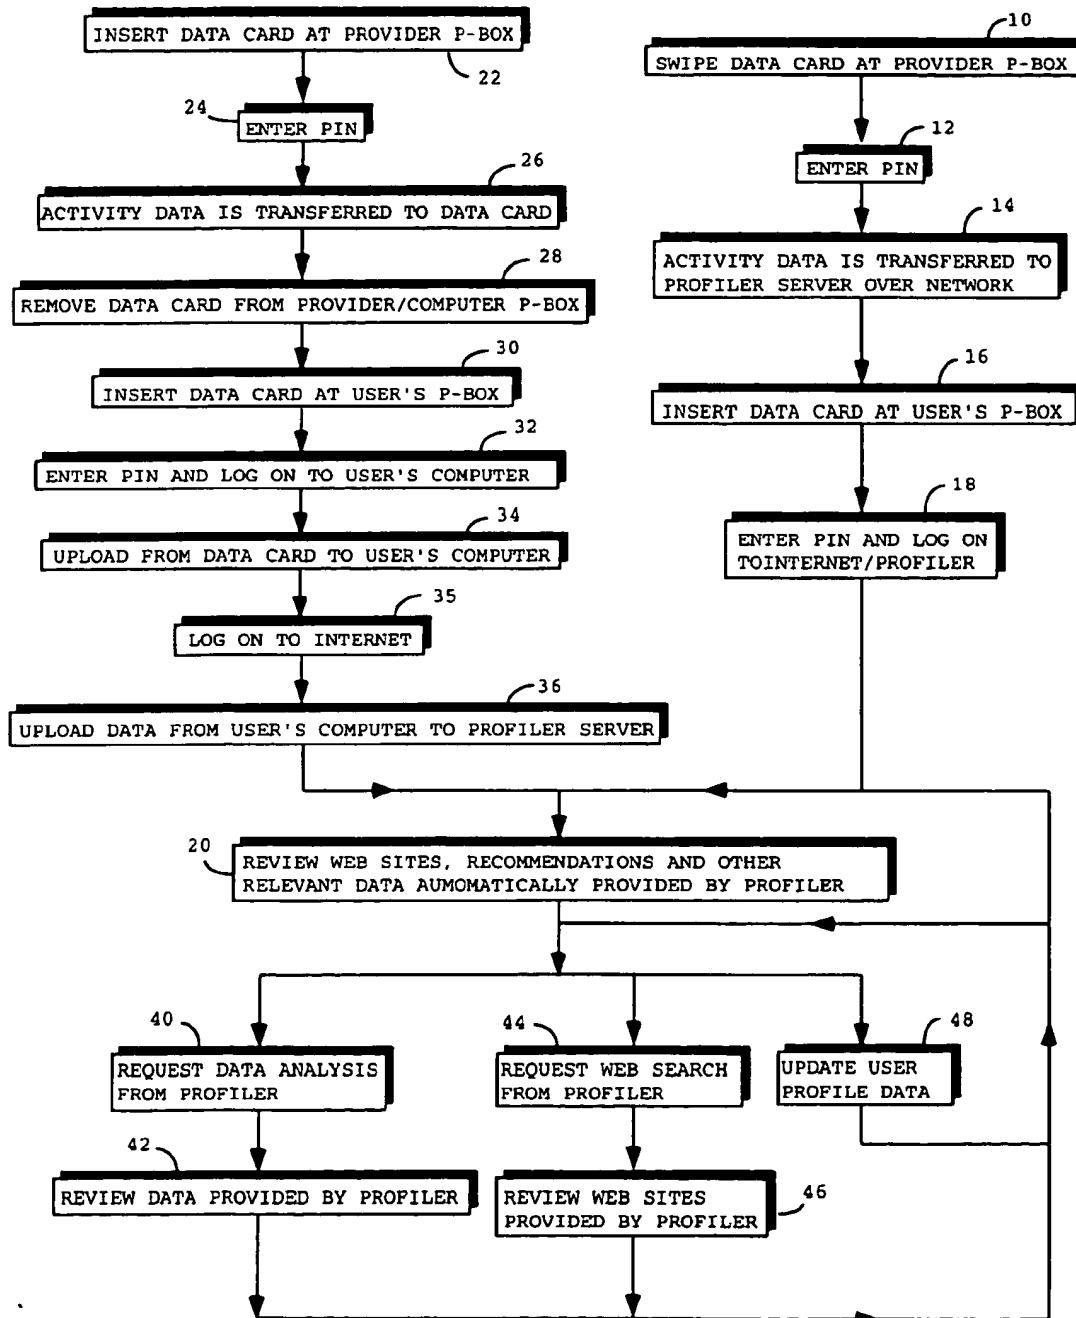 INSERT DATA CARD AT PROVIDER P-BOX
22
24
ENTER PIN
26
ACTIVITY DATA IS TRANSFERRED TO DATA CARD
28
REMOVE DATA CARD FROM PROVIDER/COMPUTER P-BOX
30
INSERT DATA CARD AT USER'S P-BOX
32
ENTER PIN AND LOG ON TO USER'S COMPUTER
34
UPLOAD FROM DATA CARD TO USER'S COMPUTER
35
LOG ON TO INTERNET
36
UPLOAD DATA FROM USER'S COMPUTER TO PROFILER SERVER
10
SWIPE DATA CARD AT PROVIDER P-BOX
12
ENTER PIN
14
ACTIVITY DATA IS TRANSFERRED TO
PROFILER SERVER OVER NETWORK
16
INSERT DATA CARD AT USER'S P-BOX
18
ENTER PIN AND LOG ON
TOINTERNET/PROFILER
20
REVIEW WEB SITES, RECOMMENDATIONS AND OTHER
RELEVANT DATA AUMOMATICALLY PROVIDED BY PROFILER
40
REQUEST DATA ANALYSIS
FROM PROFILER
42
REVIEW DATA PROVIDED BY PROFILER
44
REQUEST WEB SEARCH
FROM PROFILER
REVIEW WEB SITES
PROVIDED BY PROFILER
46
48
UPDATE USER
PROFILE DATA